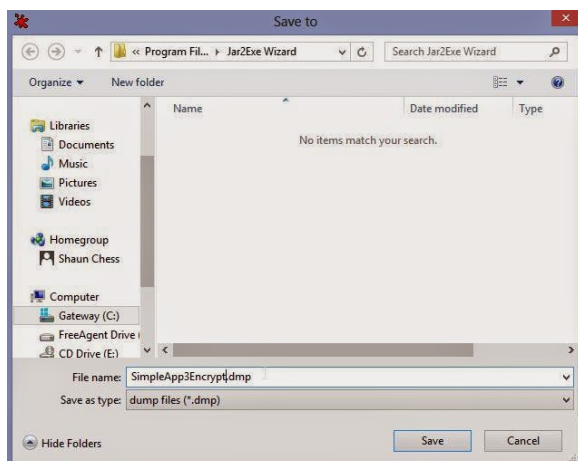 Save to
« Program Fil... ▸ Jar2Exe Wizard
Search Jar2Exe Wizard
Organize ▾ New folder
Name Date modified Type
No items match your search.
Libraries
Documents
Music
Pictures
Videos
Homegroup
Shaun Chess
Computer
Gateway (C:)
FreeAgent Drive
CD Drive (E:)
File name: SimpleApp3Encrypt.dmp
Save as type: dump files (*.dmp)
Hide Folders Save Cancel